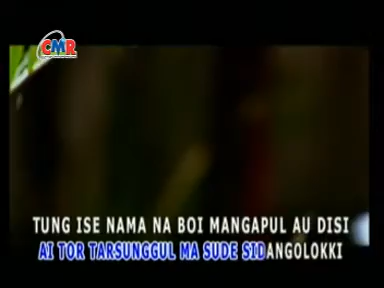 CMR
TUNG ISE NAMA NA BOI MANGAPUL AU DISI
AI TOR TARSUNGGUL MA SUDE SIDANGOLOKKI